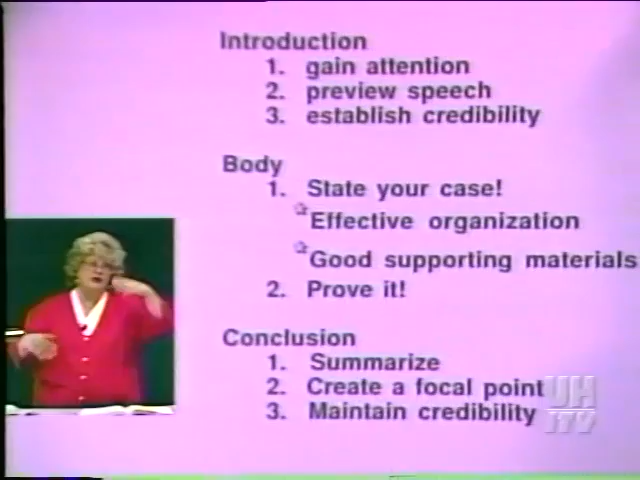 Introduction
1. gain attention
2. preview speech
3. establish credibility
Body
1. State your case!
Effective organization
Good supporting materials
2. Prove it!
Conclusion
1. Summarize
2. Create a focal point
3. Maintain credibility
UH
ITV